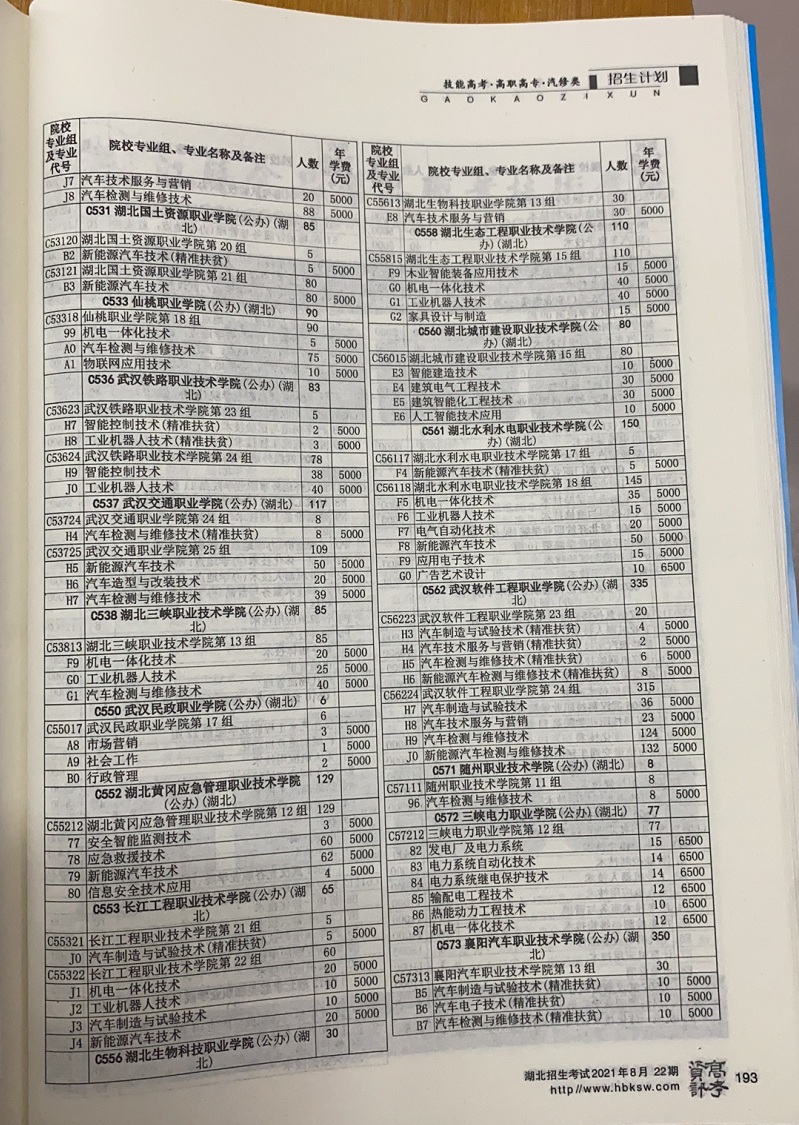 技能高考·高职高专·汽修类 招生计划
GAOKAOZIXUN
院校专业组及专业代号 院校专业组、专业名称及备注 人数 年学费(元)
J7 汽车技术服务与营销 20 5000
J8 汽车检测与维修技术 88 5000
C531 湖北国土资源职业学院(公办)(湖北) 85
C53120 湖北国土资源职业学院第20组 5
B2 新能源汽车技术(精准扶贫) 5 5000
C53121 湖北国土资源职业学院第21组 80
B3 新能源汽车技术 80 5000
C533 仙桃职业学院(公办)(湖北) 90
C53318 仙桃职业学院第18组 90
99 机电一体化技术 5 5000
A0 汽车检测与维修技术 75 5000
A1 物联网应用技术 10 5000
C536 武汉铁路职业技术学院(公办)(湖北) 83
C53623 武汉铁路职业技术学院第23组 5
H7 智能控制技术(精准扶贫) 2 5000
H8 工业机器人技术(精准扶贫) 3 5000
C53624 武汉铁路职业技术学院第24组 78
H9 智能控制技术 38 5000
J0 工业机器人技术 40 5000
C537 武汉交通职业学院(公办)(湖北) 117
C53724 武汉交通职业学院第24组 8
H4 汽车检测与维修技术(精准扶贫) 8 5000
C53725 武汉交通职业学院第25组 109
H5 新能源汽车技术 50 5000
H6 汽车造型与改装技术 20 5000
H7 汽车检测与维修技术 39 5000
C538 湖北三峡职业技术学院(公办)(湖北) 85
C53813 湖北三峡职业技术学院第13组 85
F9 机电一体化技术 20 5000
G0 工业机器人技术 25 5000
G1 汽车检测与维修技术 40 5000
C550 武汉民政职业学院(公办)(湖北) 6
C55017 武汉民政职业学院第17组 6
A8 市场营销 3 5000
A9 社会工作 1 5000
B0 行政管理 2 5000
C552 湖北黄冈应急管理职业技术学院(公办)(湖北) 129
C55212 湖北黄冈应急管理职业技术学院第12组 129
77 安全智能监测技术 3 5000
78 应急救援技术 60 5000
79 新能源汽车技术 62 5000
80 信息安全技术应用 4 5000
C553 长江工程职业技术学院(公办)(湖北) 65
C55321 长江工程职业技术学院第21组 5
J0 汽车制造与试验技术(精准扶贫) 5 5000
C55322 长江工程职业技术学院第22组 60
J1 机电一体化技术 20 5000
J2 工业机器人技术 10 5000
J3 汽车制造与试验技术 10 5000
J4 新能源汽车技术 20 5000
C556 湖北生物科技职业学院(公办)(湖北) 30
院校专业组及专业代号 院校专业组、专业名称及备注 人数 年学费(元)
C55613 湖北生物科技职业学院第13组 30
E8 汽车技术服务与营销 30 5000
C558 湖北生态工程职业技术学院(公办)(湖北) 110
C55815 湖北生态工程职业技术学院第15组 110
F9 木业智能装备应用技术 15 5000
G0 机电一体化技术 40 5000
G1 工业机器人技术 40 5000
G2 家具设计与制造 15 5000
C560 湖北城市建设职业技术学院(公办)(湖北) 80
C56015 湖北城市建设职业技术学院第15组 80
E3 智能建造技术 10 5000
E4 建筑电气工程技术 30 5000
E5 建筑智能化工程技术 30 5000
E6 人工智能技术应用 10 5000
C561 湖北水利水电职业技术学院(公办)(湖北) 150
C56117 湖北水利水电职业技术学院第17组 5
F4 新能源汽车技术(精准扶贫) 5 5000
C56118 湖北水利水电职业技术学院第18组 145
F5 机电一体化技术 35 5000
F6 工业机器人技术 15 5000
F7 电气自动化技术 20 5000
F8 新能源汽车技术 50 5000
F9 应用电子技术 15 5000
G0 广告艺术设计 10 6500
C562 武汉软件工程职业学院(公办)(湖北) 335
C56223 武汉软件工程职业学院第23组 20
H3 汽车制造与试验技术(精准扶贫) 4 5000
H4 汽车技术服务与营销(精准扶贫) 2 5000
H5 汽车检测与维修技术(精准扶贫) 6 5000
H6 新能源汽车检测与维修技术(精准扶贫) 8 5000
C56224 武汉软件工程职业学院第24组 315
H7 汽车制造与试验技术 36 5000
H8 汽车技术服务与营销 23 5000
H9 汽车检测与维修技术 124 5000
J0 新能源汽车检测与维修技术 132 5000
C571 随州职业技术学院(公办)(湖北) 8
C57111 随州职业技术学院第11组 8
96 汽车检测与维修技术 8 5000
C572 三峡电力职业学院(公办)(湖北) 77
C57212 三峡电力职业学院第12组 77
82 发电厂及电力系统 15 6500
83 电力系统自动化技术 14 6500
84 电力系统继电保护技术 14 6500
85 输配电工程技术 12 6500
86 热能动力工程技术 10 6500
87 机电一体化技术 12 6500
C573 襄阳汽车职业技术学院(公办)(湖北) 350
C57313 襄阳汽车职业技术学院第13组 30
B5 汽车制造与试验技术(精准扶贫) 10 5000
B6 汽车电子技术(精准扶贫) 10 5000
B7 汽车检测与维修技术(精准扶贫) 10 5000
湖北招生考试2021年8月 22期
http://www.hbksw.com
高考資訊
193